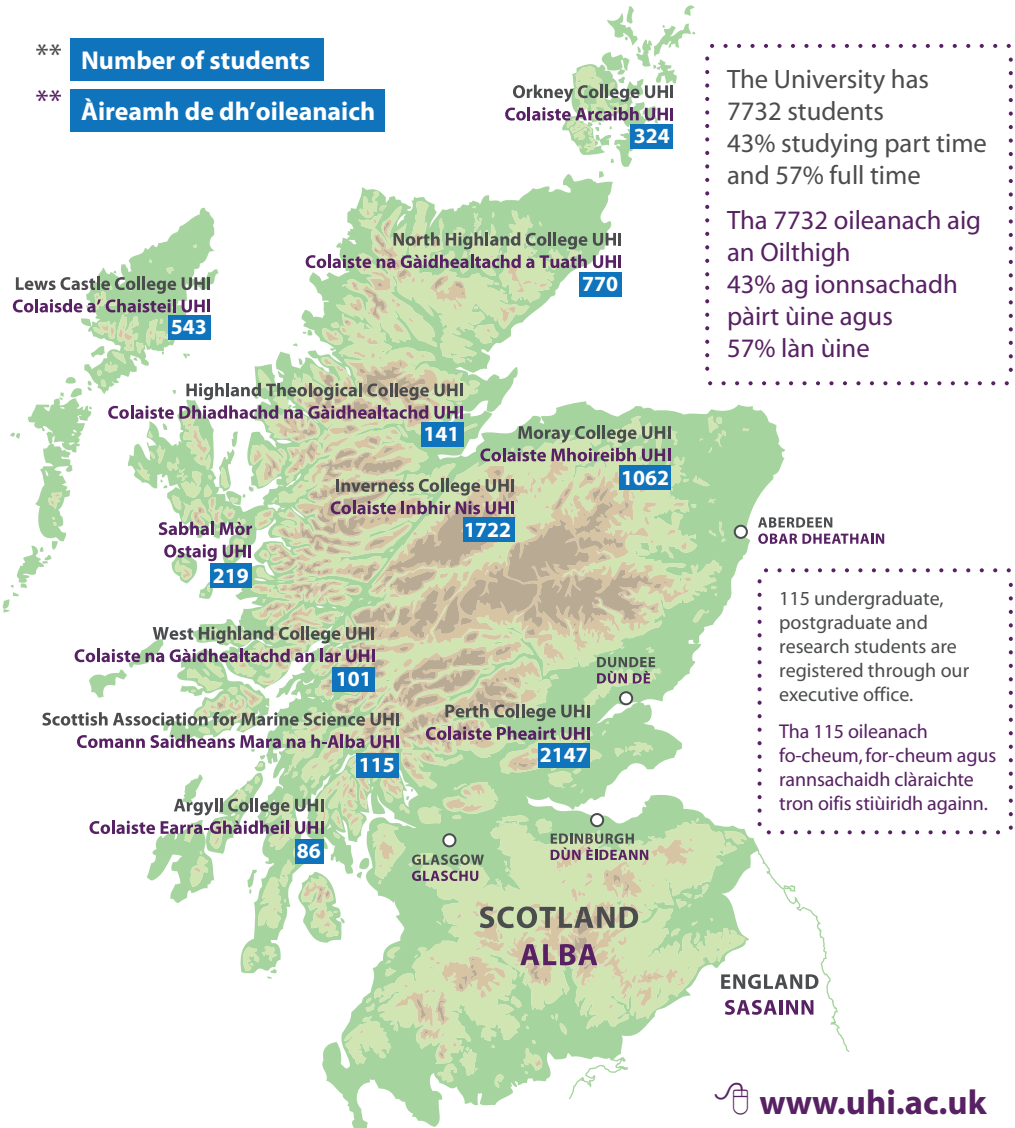 ** Number of students
** Àireamh de dh'oileanaich
Orkney College UHI
Colaiste Arcaibh UHI
324
The University has
7732 students
43% studying part time
and 57% full time
Tha 7732 oileanach aig
an Oilthigh
43% ag ionnsachadh
pàirt ùine agus
57% làn ùine
North Highland College UHI
Colaiste na Gàidhealtachd a Tuath UHI
770
Lews Castle College UHI
Colaisde a' Chaisteil UHI
543
Highland Theological College UHI
Colaiste Dhiadhachd na Gàidhealtachd UHI
141
Moray College UHI
Colaiste Mhoireibh UHI
1062
Inverness College UHI
Colaiste Inbhir Nis UHI
1722
Sabhal Mòr
Ostaig UHI
219
ABERDEEN
OBAR DHEATHAIN
115 undergraduate,
postgraduate and
research students are
registered through our
executive office.
Tha 115 oileanach
fo-cheum, for-cheum agus
rannsachaidh clàraichte
tron oifis stiùiridh againn.
West Highland College UHI
Colaiste na Gàidhealtachd an Iar UHI
101
DUNDEE
DÙN DÈ
Scottish Association for Marine Science UHI
Comann Saidheans Mara na h-Alba UHI
115
Perth College UHI
Colaiste Pheairt UHI
2147
Argyll College UHI
Colaiste Earra-Ghàidheil UHI
86
GLASGOW
GLASCHU
EDINBURGH
DÙN ÈIDEANN
SCOTLAND
ALBA
ENGLAND
SASAINN
www.uhi.ac.uk